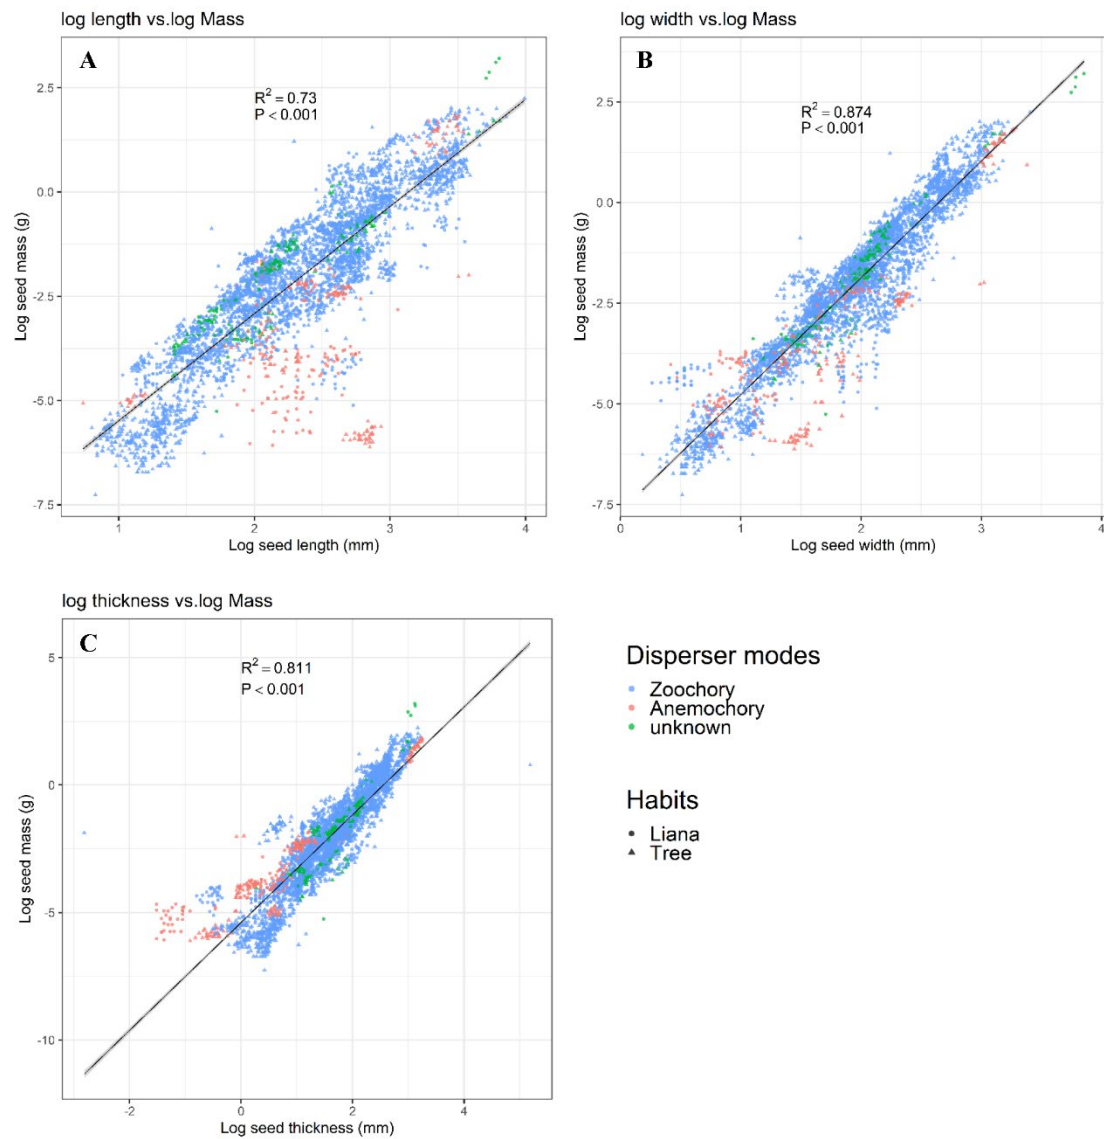 log length vs.log Mass
A
R² = 0.73
P < 0.001
2.5
0.0
-2.5
-5.0
-7.5
Log seed mass (g)
1 2 3 4
Log seed length (mm)
log width vs.log Mass
B
R² = 0.874
P < 0.001
2.5
0.0
-2.5
-5.0
-7.5
Log seed mass (g)
0 1 2 3 4
Log seed width (mm)
log thickness vs.log Mass
C
R² = 0.811
P < 0.001
5
0
-5
-10
Log seed mass (g)
-2 0 2 4
Log seed thickness (mm)
Disperser modes
Zoochory
Anemochory
unknown
Habits
Liana
Tree